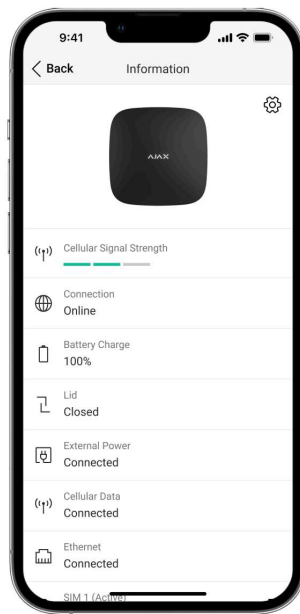 9:41
Back
Information
AJAX
Cellular Signal Strength
Connection
Online
Battery Charge
100%
Lid
Closed
External Power
Connected
Cellular Data
Connected
Ethernet
Connected
SIM 1 (Active)